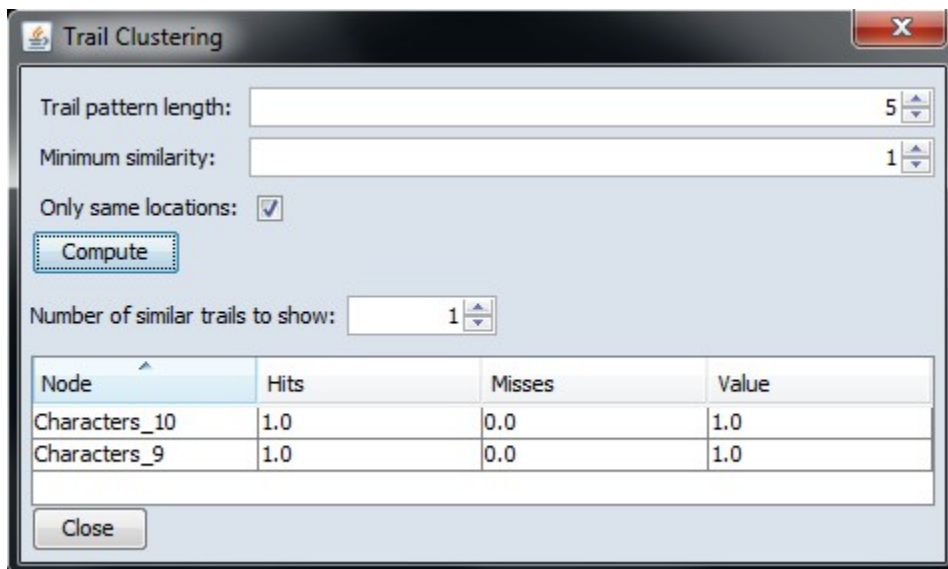 Trail Clustering
Trail pattern length: 5
Minimum similarity: 1
Only same locations:
Compute
Number of similar trails to show: 1
Node Hits Misses Value
Characters_10 1.0 0.0 1.0
Characters_9 1.0 0.0 1.0
Close